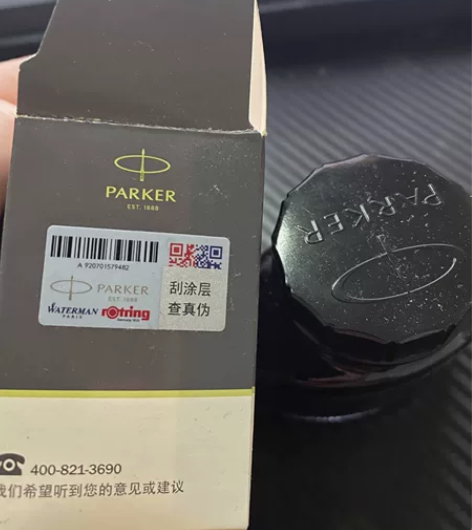 PARKER
EST. 1888
A 920701579482
PARKER
EST. 1888
刮涂层
查真伪
WATERMAN
PARIS
rotring
400-821-3690
我们希望听到您的意见或建议
PARKER